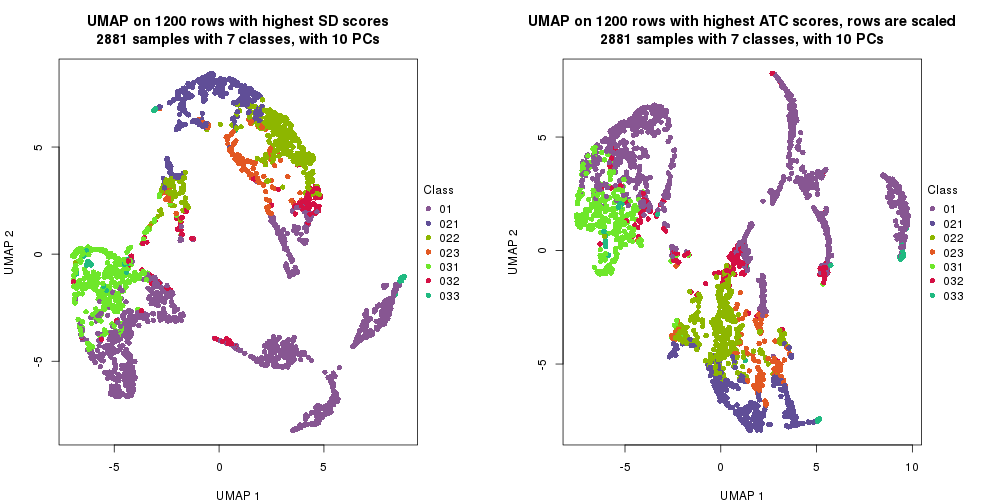 UMAP on 1200 rows with highest SD scores
2881 samples with 7 classes, with 10 PCs
UMAP 2
5
0
-5
-5
0
5
UMAP 1
Class
01
021
022
023
031
032
033
UMAP on 1200 rows with highest ATC scores, rows are scaled
2881 samples with 7 classes, with 10 PCs
UMAP 2
5
0
-5
-5
0
5
10
UMAP 1
Class
01
021
022
023
031
032
033